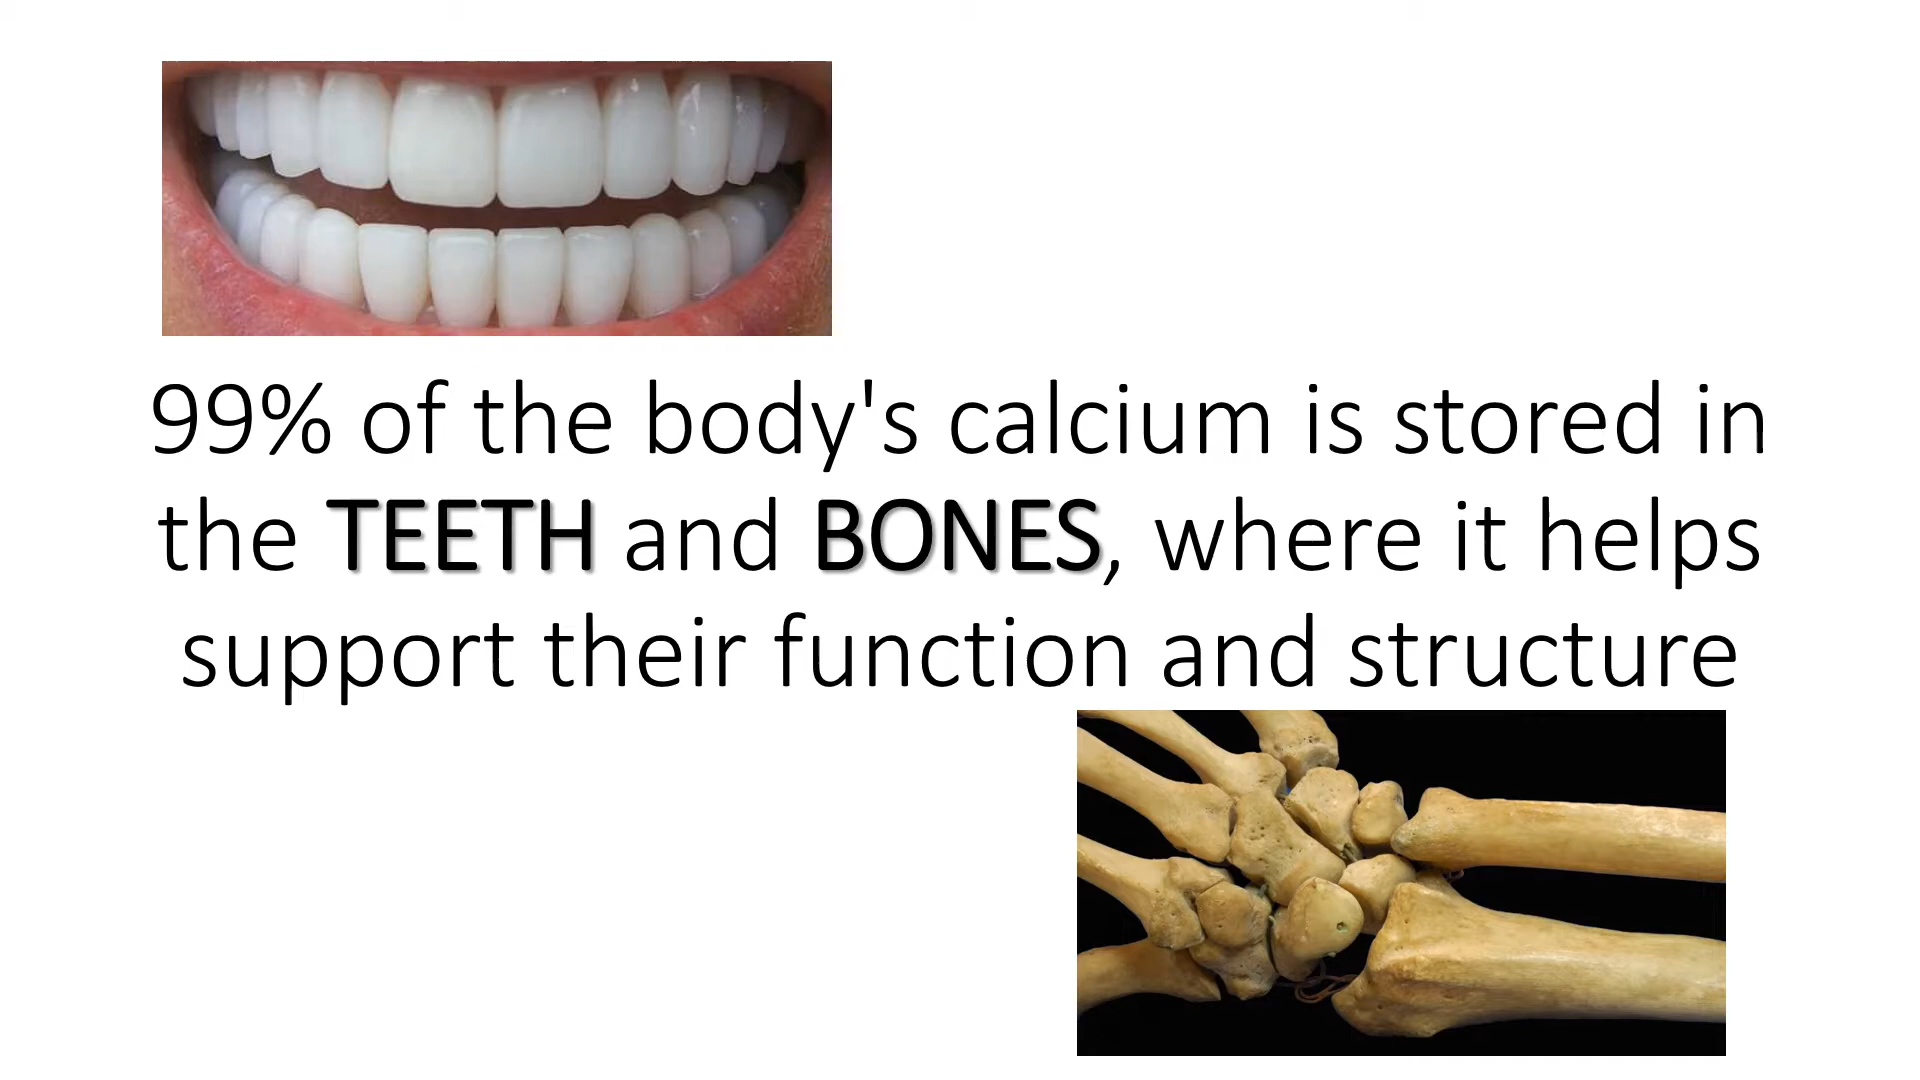 99% of the body's calcium is stored in
the TEETH and BONES, where it helps
support their function and structure